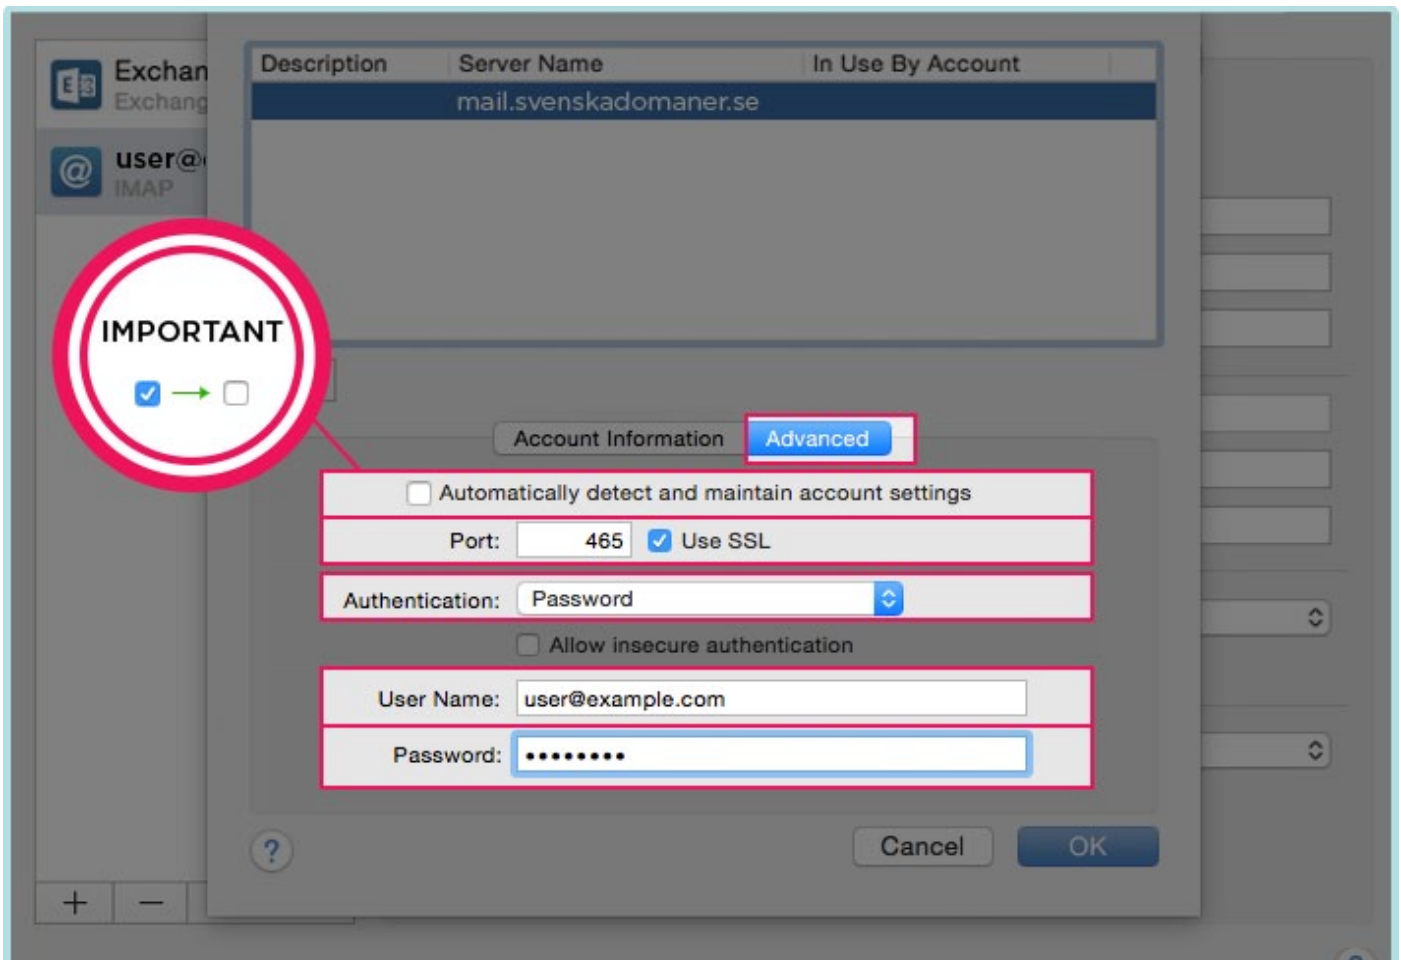 Description Server Name In Use By Account
mail.svenskadomaner.se
Exchan
Exchang
user@
IMAP
IMPORTANT
Account Information Advanced
Automatically detect and maintain account settings
Port: 465 Use SSL
Authentication: Password
Allow insecure authentication
User Name: user@example.com
Password: ••••••••
? Cancel OK
+ −